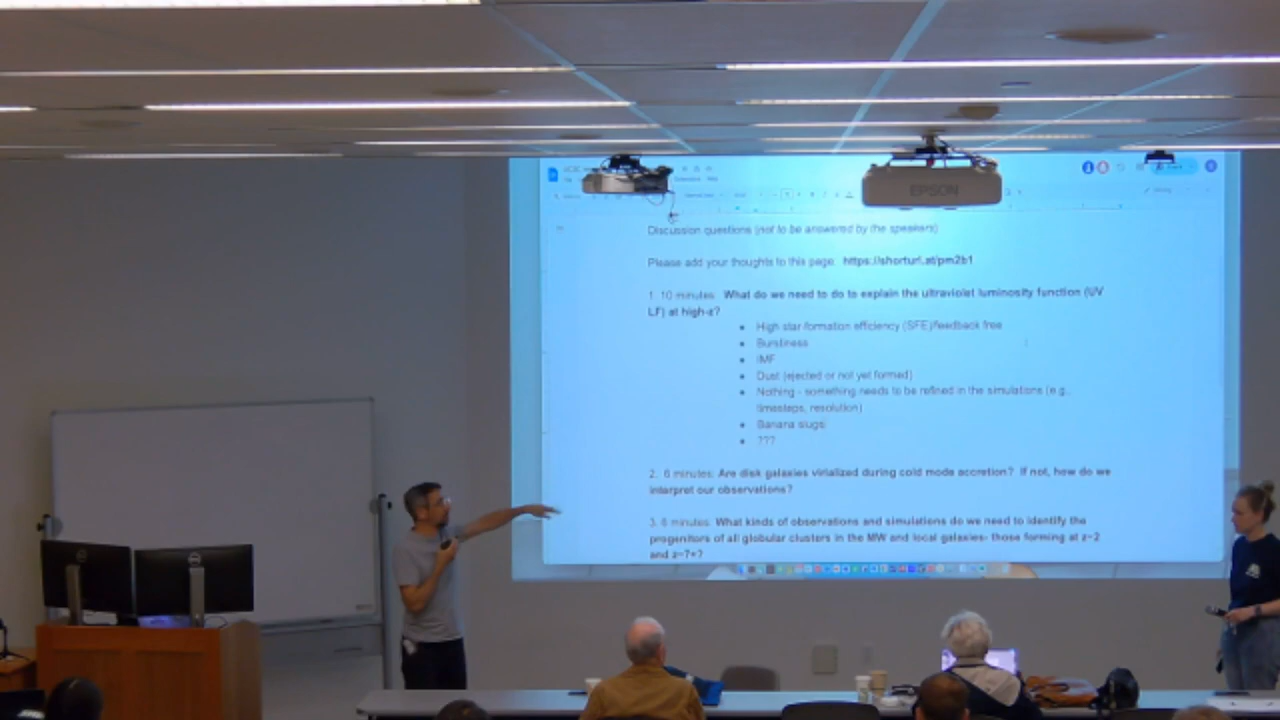 EPSON
Discussion questions (not to be answered by the speakers)
Please add your thoughts to this page: https://shorturl.at/pm2b1
1. 10 minutes: What do we need to do to explain the ultraviolet luminosity function (UV
LF) at high-z?
High star formation efficiency (SFE)/feedback free
Burstiness
IMF
Dust (ejected or not yet formed)
Nothing - something needs to be refined in the simulations (e.g.,
timesteps, resolution)
Banana slugs
???
2. 6 minutes: Are disk galaxies virialized during cold mode accretion? If not, how do we
interpret our observations?
3. 6 minutes: What kinds of observations and simulations do we need to identify the
progenitors of all globular clusters in the MW and local galaxies- those forming at z~2
and z~7+?